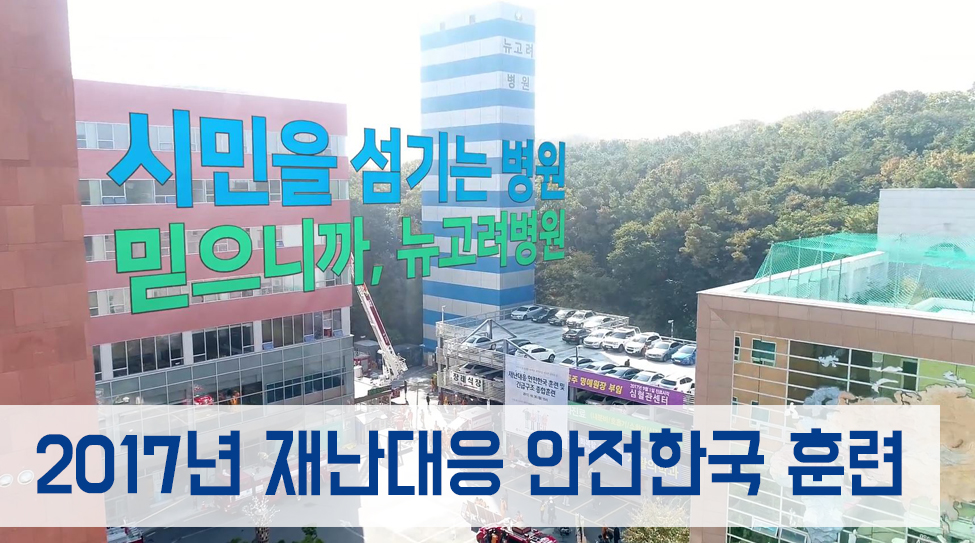 뉴고려
병원
시민을 섬기는 병원
믿으니까, 뉴고려병원
장례식장
재난대응 안전한국 훈련 및
긴급구조 종합훈련
명예원장 부임
심혈관센터
2017년 재난대응 안전한국 훈련